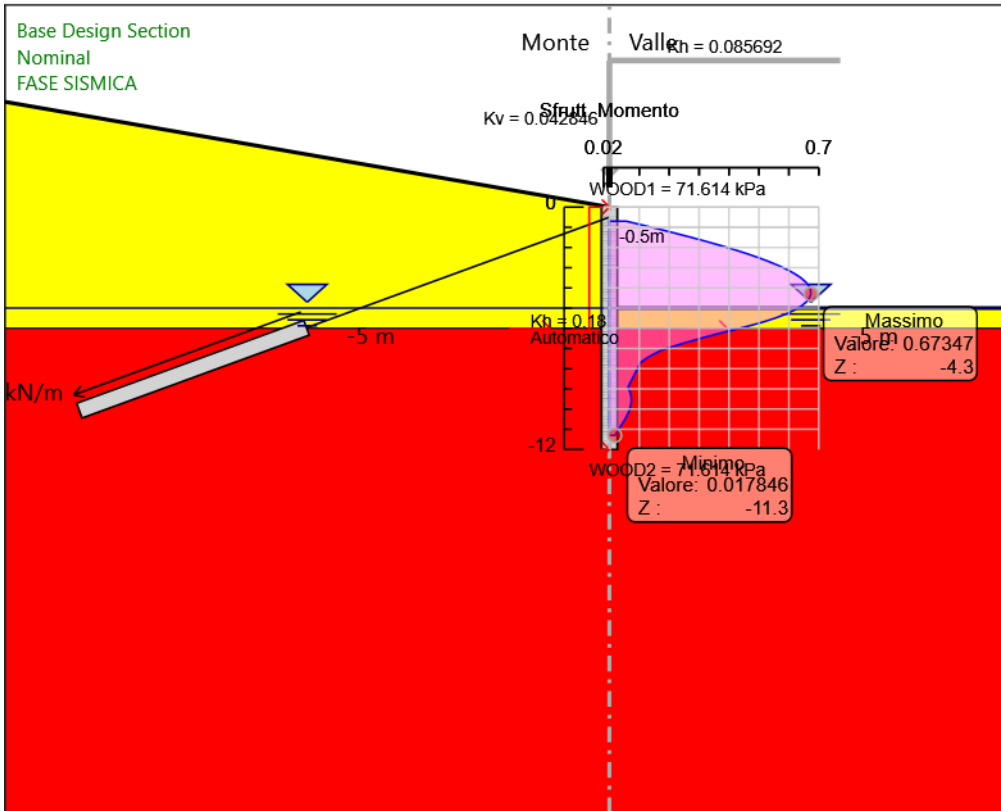 Base Design Section
Nominal
FASE SISMICA
Monte Valle
Kh = 0.085692
Sfrutt. Momento
Kv = 0.042846
0.02 0.7
WOOD1 = 71.614 kPa
0
-0.5m
Kh = 0.18
Automatico
-5 m
-5 m
Massimo
Valore: 0.67347
Z : -4.3
kN/m
-12
WOOD2 = 71.614 kPa
Minimo
Valore: 0.017846
Z : -11.3